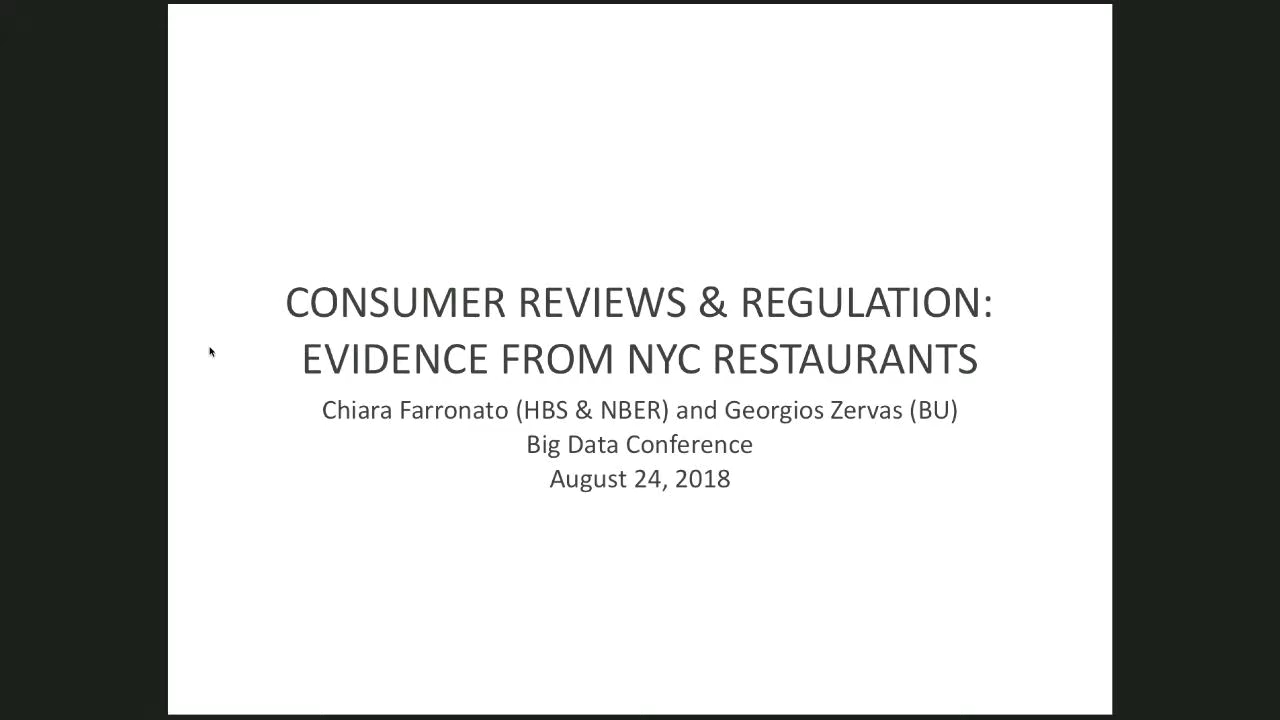 CONSUMER REVIEWS & REGULATION:
EVIDENCE FROM NYC RESTAURANTS
Chiara Farronato (HBS & NBER) and Georgios Zervas (BU)
Big Data Conference
August 24, 2018